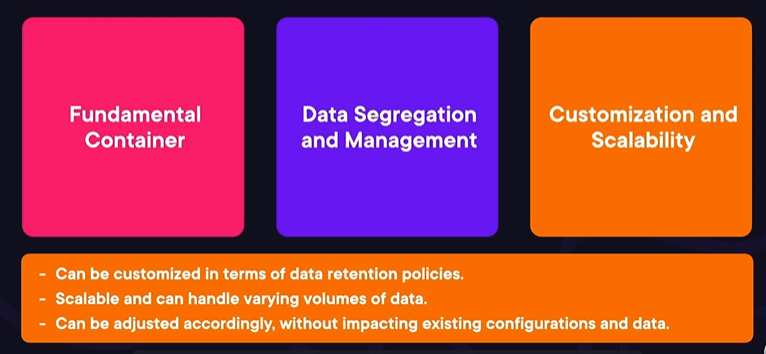 Fundamental
Container
Data Segregation
and Management
Customization and
Scalability
- Can be customized in terms of data retention policies.
- Scalable and can handle varying volumes of data.
- Can be adjusted accordingly, without impacting existing configurations and data.